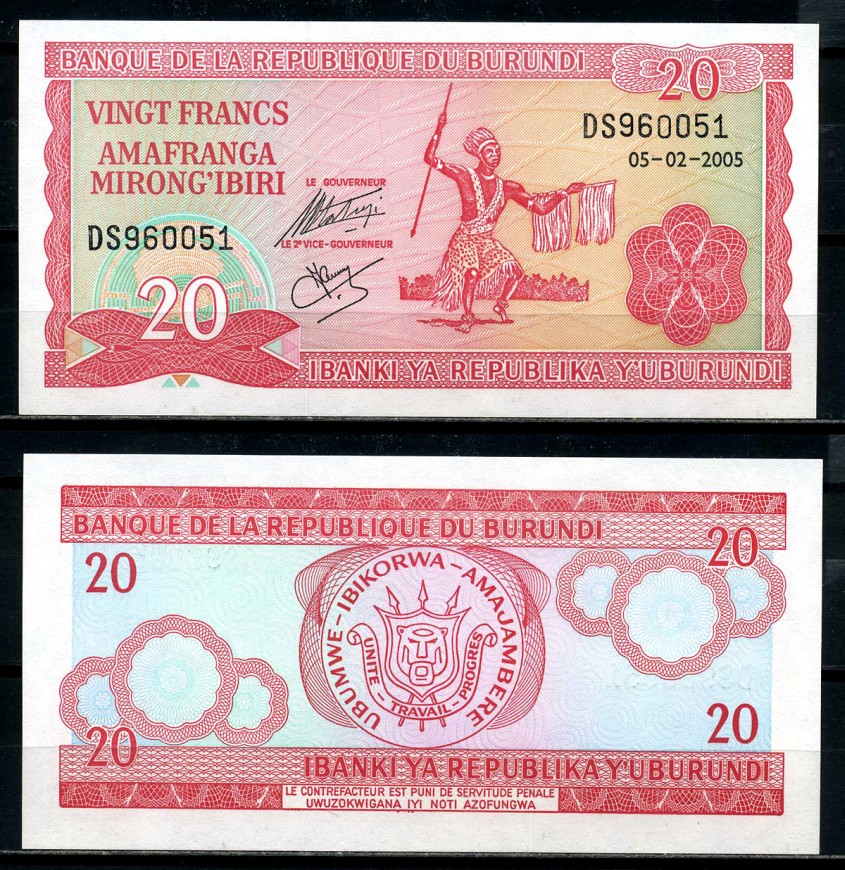 BANQUE DE LA REPUBLIQUE DU BURUNDI
20
VINGT FRANCS
AMAFRANGA
MIRONG'IBIRI
DS960051
05-02-2005
LE GOUVERNEUR
LE 2e VICE-GOUVERNEUR
DS960051
20
IBANKI YA REPUBLIKA Y'UBURUNDI
BANQUE DE LA REPUBLIQUE DU BURUNDI
20
20
UBUMWE - IBIKORWA - AMAJAMBERE
UNITE - TRAVAIL - PROGRES
20
20
IBANKI YA REPUBLIKA Y'UBURUNDI
LE CONTREFACTEUR EST PUNI DE SERVITUDE PENALE
UWUZOKWIGANA IYI NOTI AZOFUNGWA